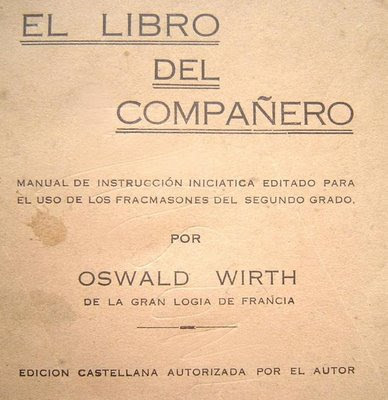 EL LIBRO
DEL
COMPAÑERO
MANUAL DE INSTRUCCIÓN INICIATICA EDITADO PARA
EL USO DE LOS FRACMASONES DEL SEGUNDO GRADO.
POR
OSWALD WIRTH
DE LA GRAN LOGIA DE FRANCIA
EDICION CASTELLANA AUTORIZADA POR EL AUTOR